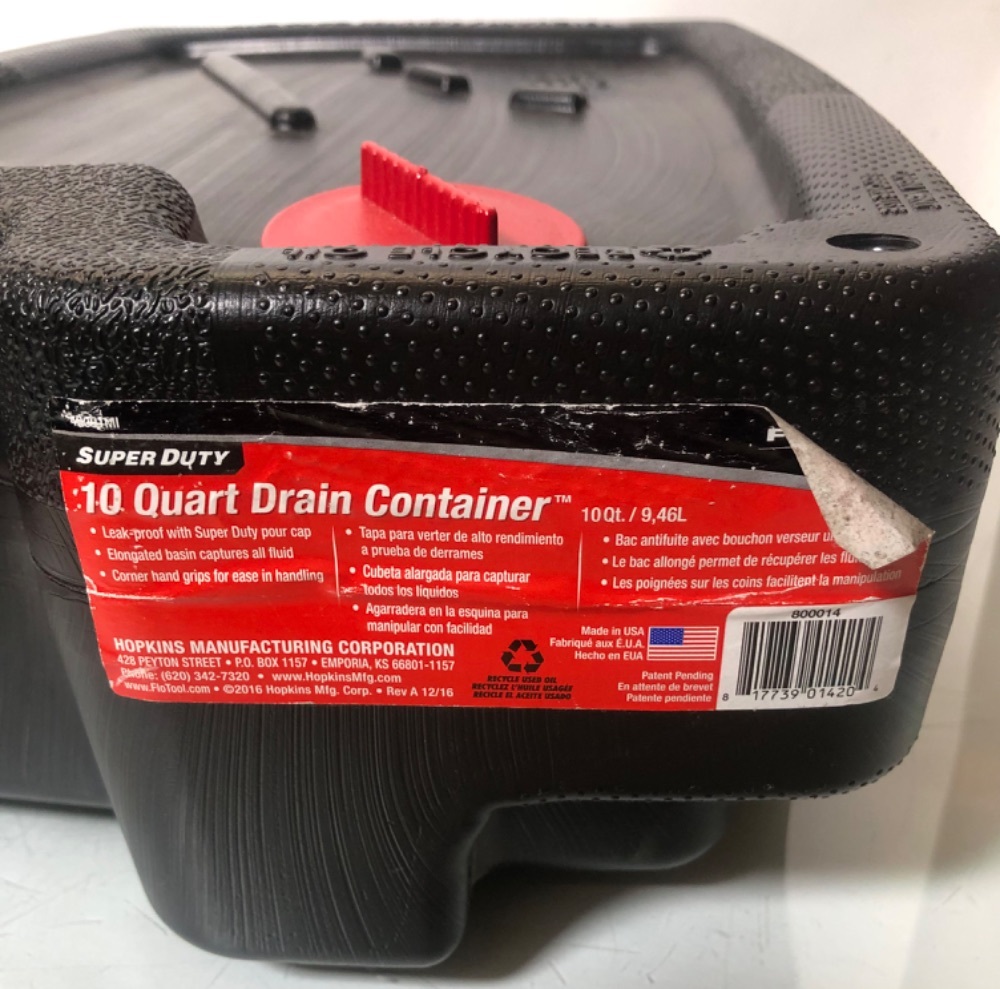 SUPER DUTY
10 Quart Drain Container™ 10Qt. / 9,46L
• Leak-proof with Super Duty pour cap
• Elongated basin captures all fluid
• Corner hand grips for ease in handling
• Tapa para verter de alto rendimiento
a prueba de derrames
• Cubeta alargada para capturar
todos los líquidos
• Agarradera en la esquina para
manipular con facilidad
• Bac antifuite avec bouchon verseur
• Le bac allongé permet de récupérer les
• Les poignées sur les coins facilitent la manipulation
HOPKINS MANUFACTURING CORPORATION
428 PEYTON STREET • P.O. BOX 1157 • EMPORIA, KS 66801-1157
Phone: (620) 342-7320 • www.HopkinsMfg.com
• www.FloTool.com • ©2016 Hopkins Mfg. Corp. • Rev A 12/16
RECYCLE USED OIL
RECYCLEZ L'HUILE USAGÉE
RECICLE EL ACEITE USADO
Made in USA
Fabriqué aux É.U.A.
Hecho en EUA
Patent Pending
En attente de brevet
Patente pendiente
800014
8 17739 01420 4